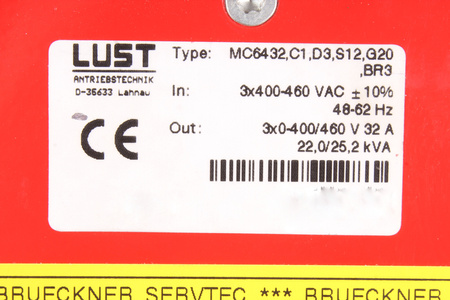 LUST
ANTRIEBSTECHNIK
D-35633 Lahnau
Type: MC6432,C1,D3,S12,G20
,BR3
In: 3x400-460 VAC ± 10%
48-62 Hz
Out: 3x0-400/460 V 32 A
22,0/25,2 kVA
CE
BRUECKNER SERVTEC *** BRUECKNER